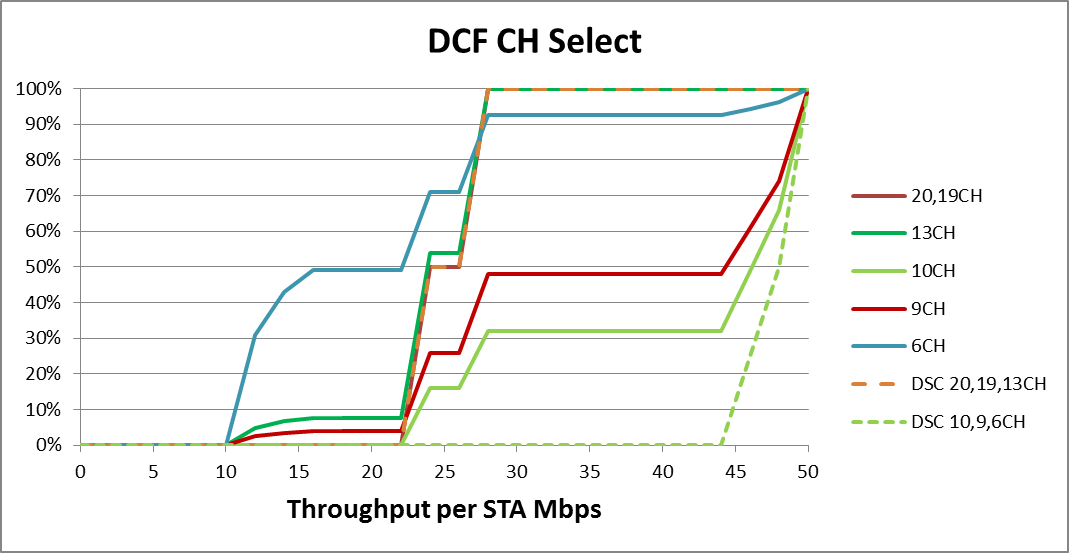 DCF CH Select
100%
90%
80%
70%
60%
50%
40%
30%
20%
10%
0%
0 5 10 15 20 25 30 35 40 45 50
Throughput per STA Mbps
20,19CH
13CH
10CH
9CH
6CH
DSC 20,19,13CH
DSC 10,9,6CH